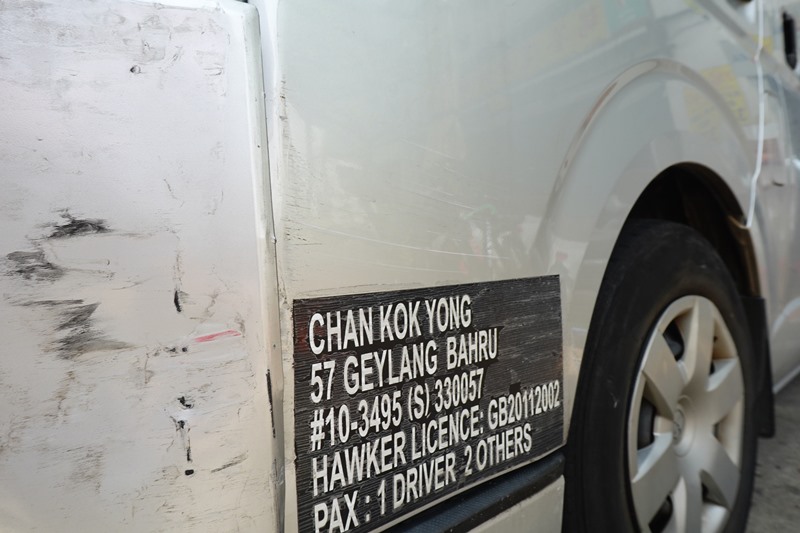 CHAN KOK YONG
57 GEYLANG BAHRU
#10-3495 (S) 330057
HAWKER LICENCE: GB20112002
PAX : 1 DRIVER 2 OTHERS